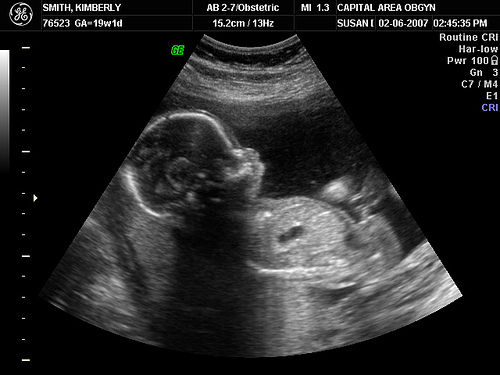 SMITH, KIMBERLY AB 2-7/Obstetric MI 1.3 CAPITAL AREA OBGYN
76523 GA=19w1d 15.2cm / 13Hz SUSAN D 02-06-2007 02:45:35 PM
GE
Routine CRI
Har-low
Pwr 100
Gn 3
C7 / M4
E1
CRI